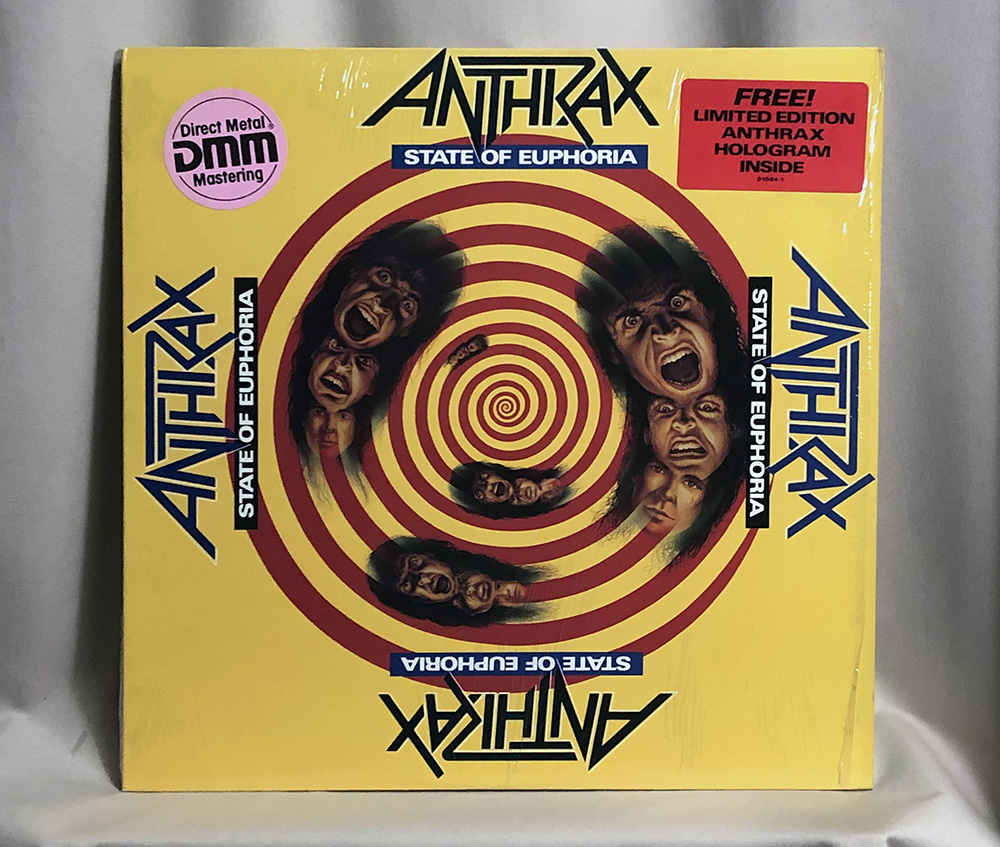 ANTHRAX
STATE OF EUPHORIA
Direct Metal®
DMM
Mastering
FREE!
LIMITED EDITION
ANTHRAX
HOLOGRAM
INSIDE
ANTHRAX
STATE OF EUPHORIA
STATE OF EUPHORIA
ANTHRAX
STATE OF EUPHORIA
ANTHRAX